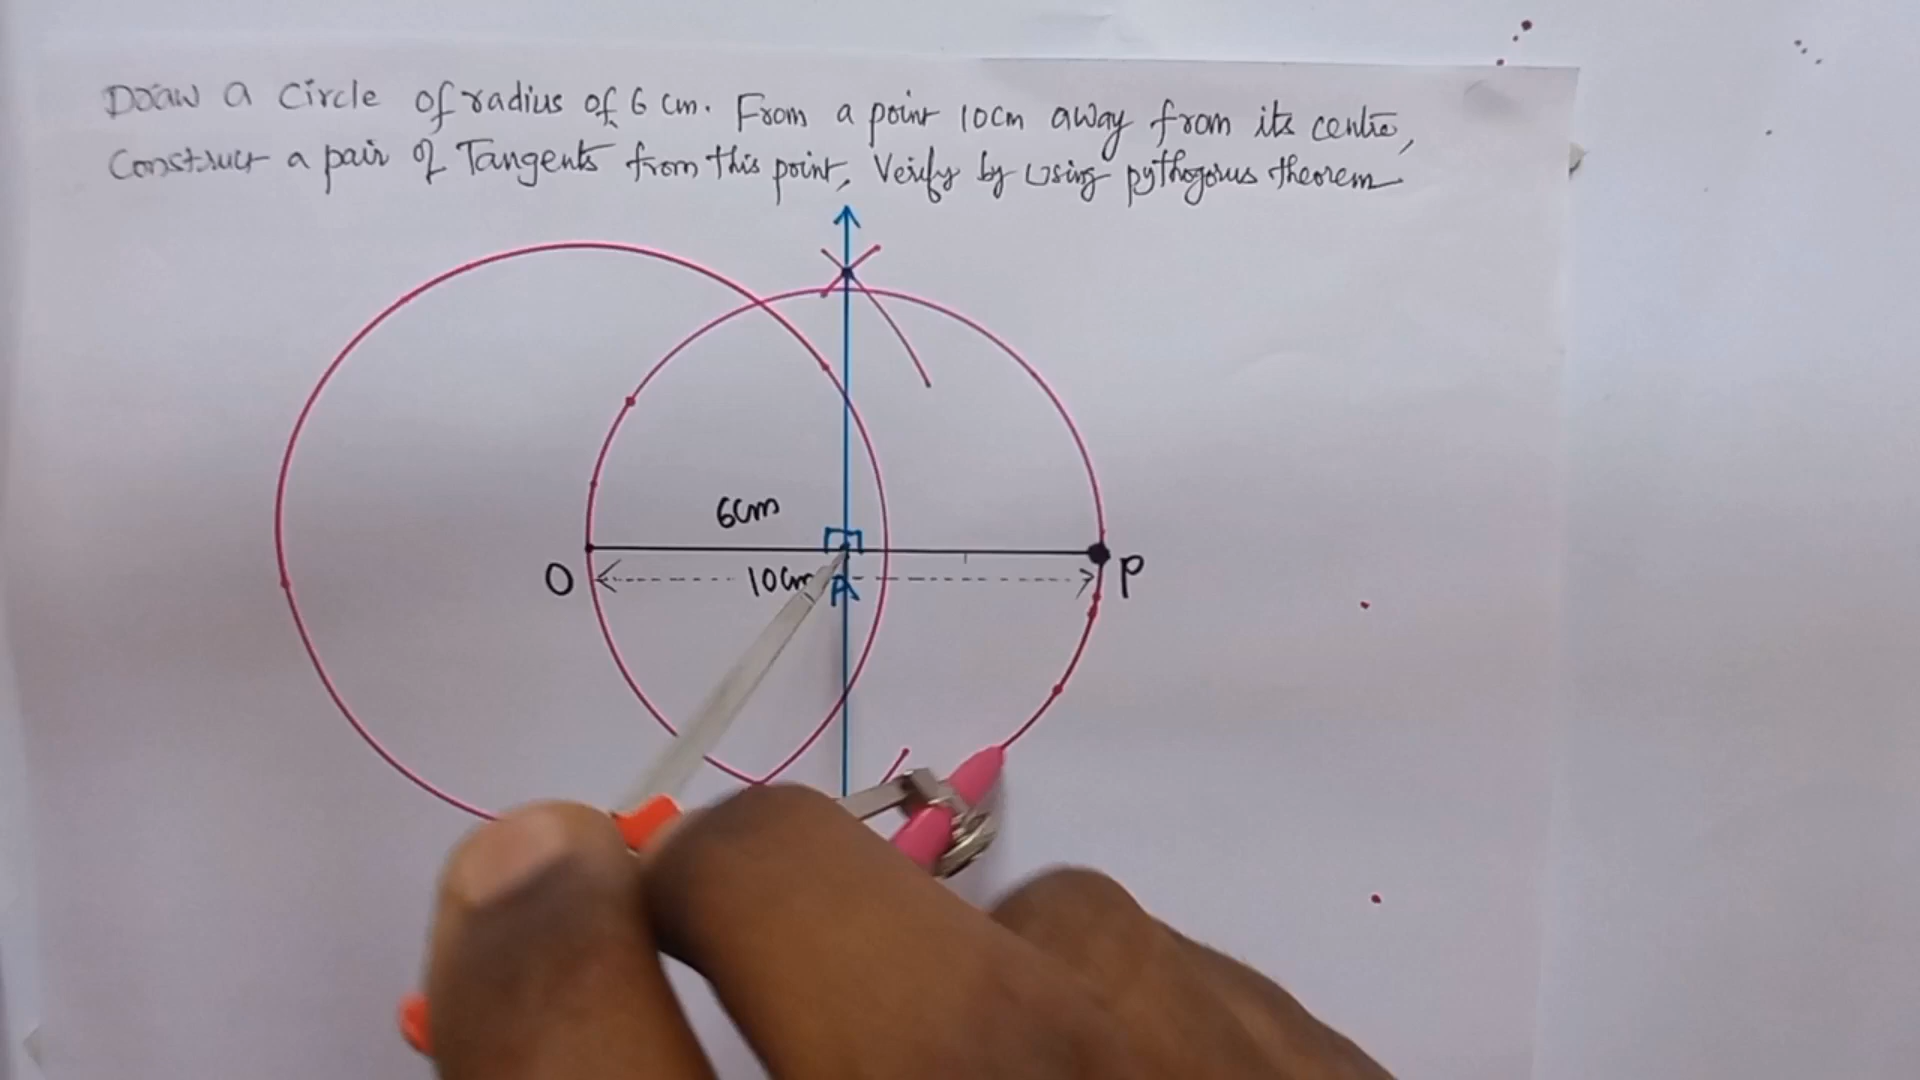 Draw a Circle of radius of 6 cm. From a point 10cm away from its centre,
Construct a pair of Tangents from this point, Verify by Using pythogorus theorem
6cm
O 10cm A P